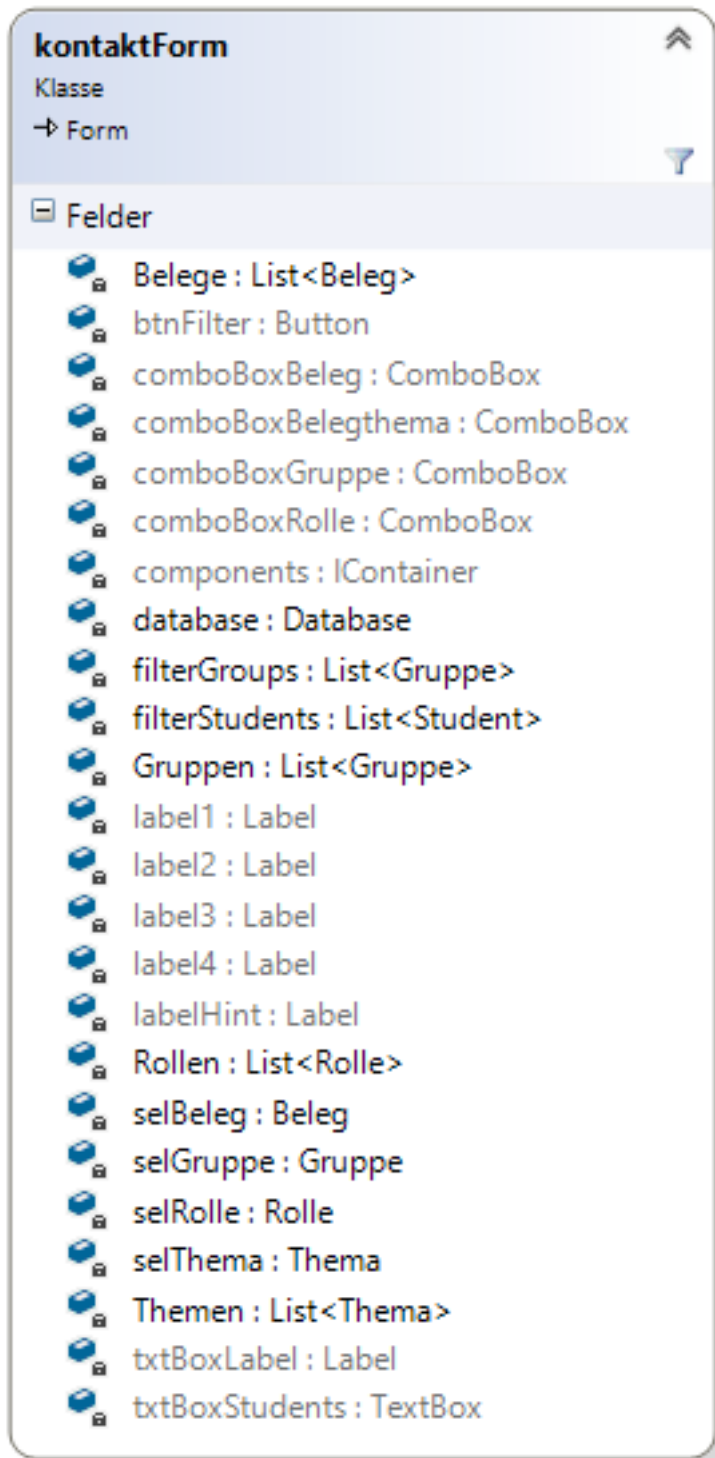 kontaktForm
Klasse
Form
Felder
Belege : List<Beleg>
btnFilter : Button
comboBoxBeleg : ComboBox
comboBoxBelegthema : ComboBox
comboBoxGruppe : ComboBox
comboBoxRolle : ComboBox
components : IContainer
database : Database
filterGroups : List<Gruppe>
filterStudents : List<Student>
Gruppen : List<Gruppe>
label1 : Label
label2 : Label
label3 : Label
label4 : Label
labelHint : Label
Rollen : List<Rolle>
selBeleg : Beleg
selGruppe : Gruppe
selRolle : Rolle
selThema : Thema
Themen : List<Thema>
txtBoxLabel : Label
txtBoxStudents : TextBox